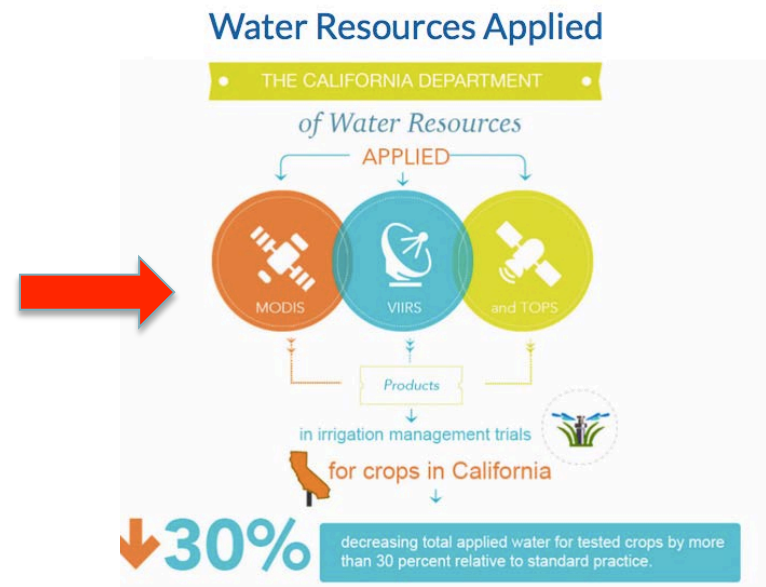 Water Resources Applied
THE CALIFORNIA DEPARTMENT
of Water Resources
APPLIED
MODIS
VIIRS
and TOPS
Products
in irrigation management trials
for crops in California
30%
decreasing total applied water for tested crops by more
than 30 percent relative to standard practice.